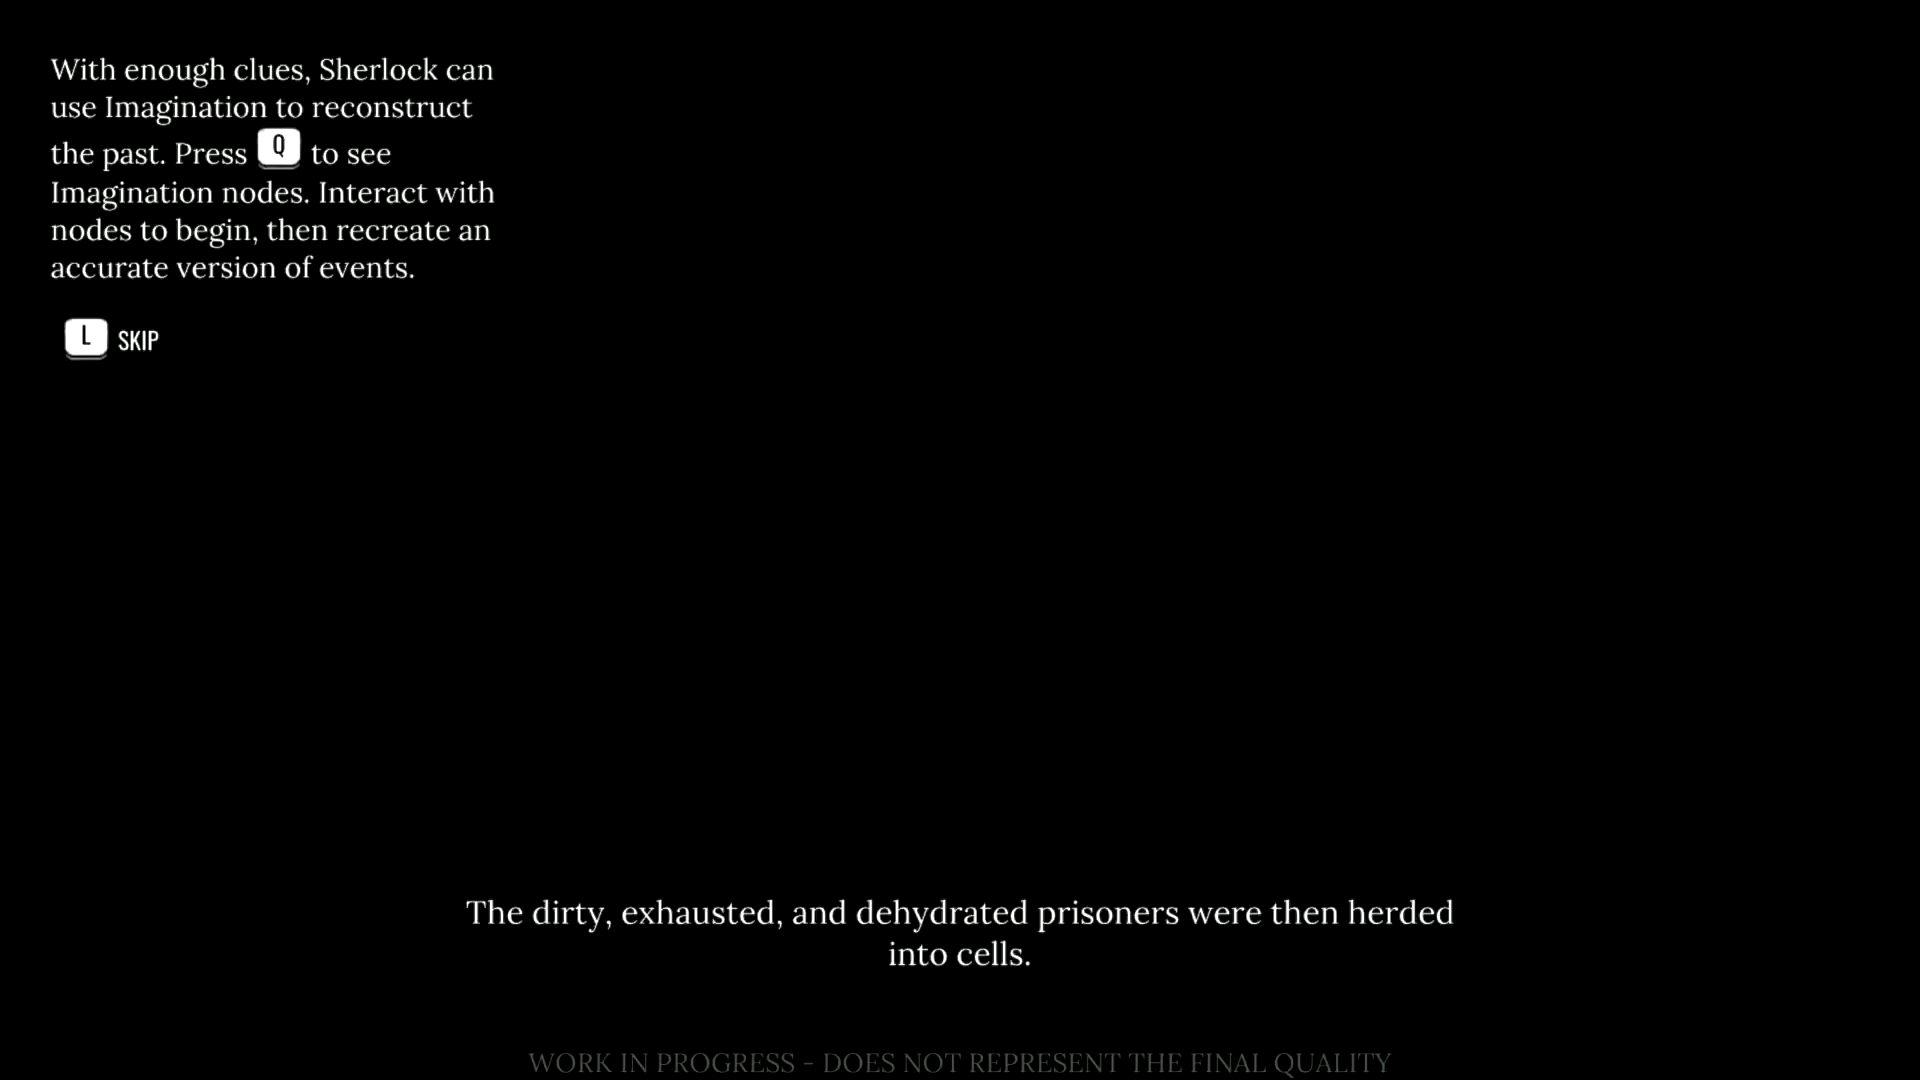 With enough clues, Sherlock can
use Imagination to reconstruct
the past. Press Q to see
Imagination nodes. Interact with
nodes to begin, then recreate an
accurate version of events.
L SKIP
The dirty, exhausted, and dehydrated prisoners were then herded
into cells.
WORK IN PROGRESS - DOES NOT REPRESENT THE FINAL QUALITY